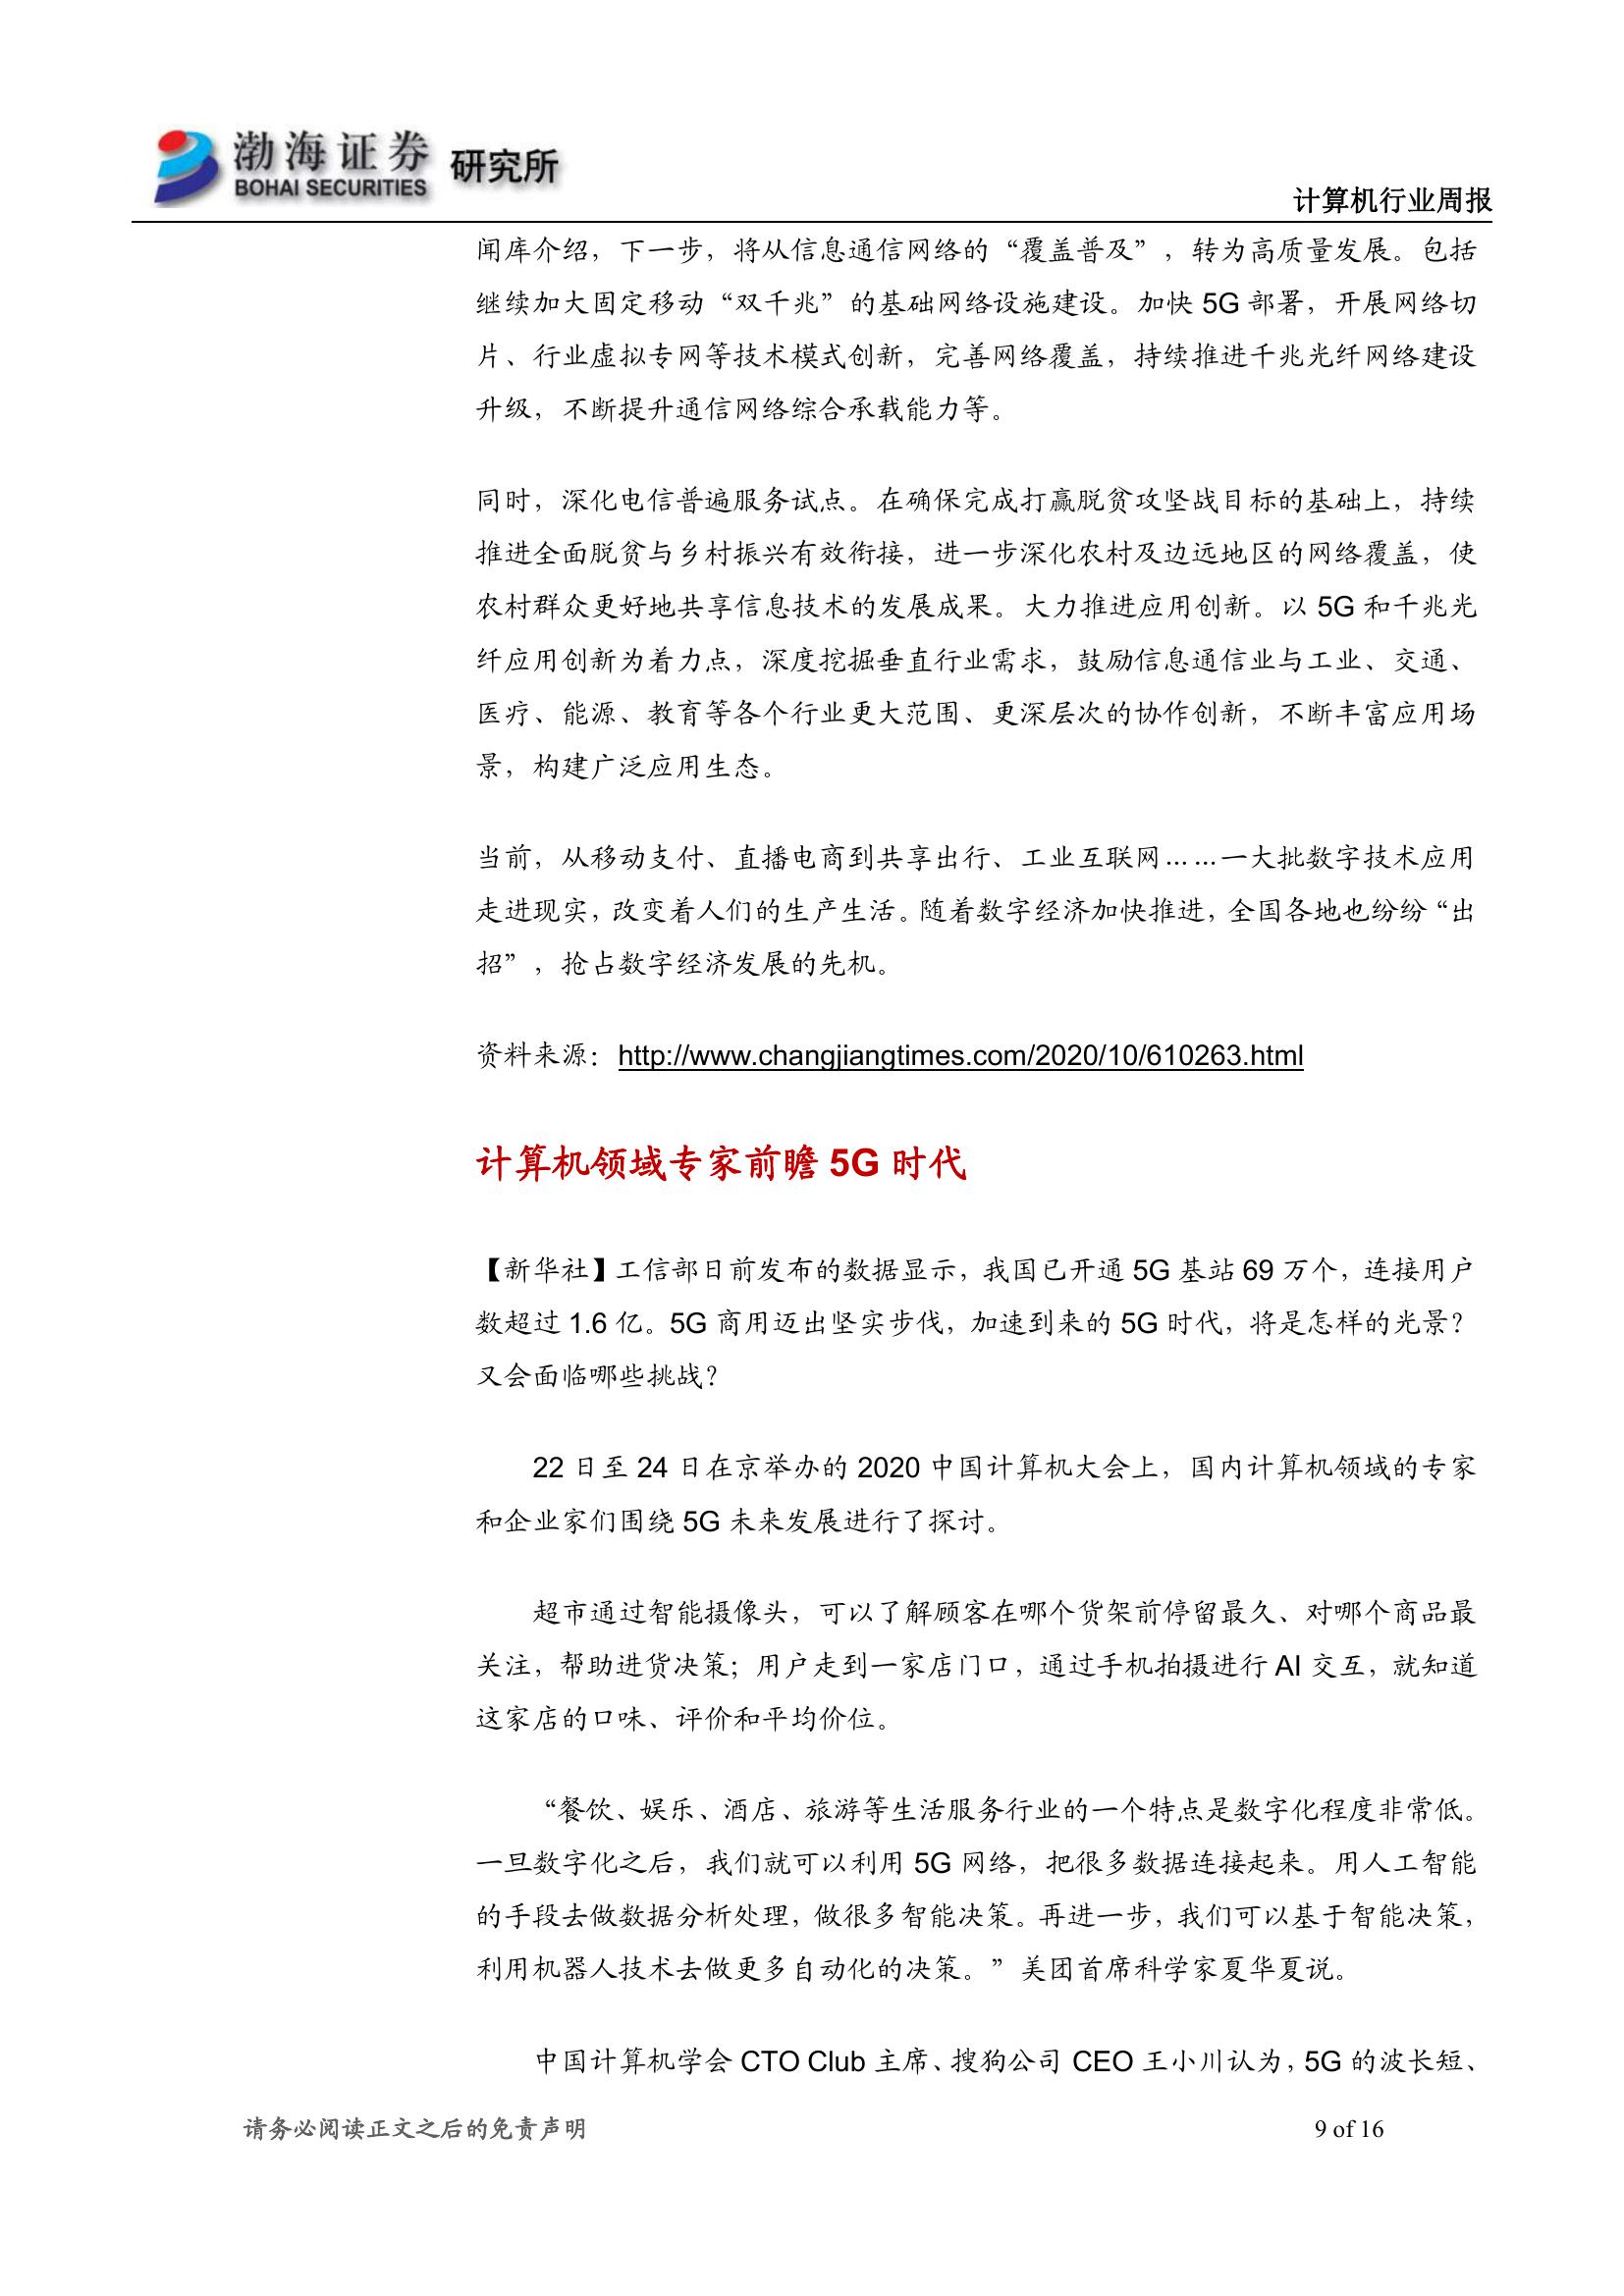 渤海证券 研究所
BOHAI SECURITIES
计算机行业周报
闻库介绍，下一步，将从信息通信网络的“覆盖普及”，转为高质量发展。包括
继续加大固定移动“双千兆”的基础网络设施建设。加快 5G 部署，开展网络切
片、行业虚拟专网等技术模式创新，完善网络覆盖，持续推进千兆光纤网络建设
升级，不断提升通信网络综合承载能力等。
同时，深化电信普遍服务试点。在确保完成打赢脱贫攻坚战目标的基础上，持续
推进全面脱贫与乡村振兴有效衔接，进一步深化农村及边远地区的网络覆盖，使
农村群众更好地共享信息技术的发展成果。大力推进应用创新。以 5G 和千兆光
纤应用创新为着力点，深度挖掘垂直行业需求，鼓励信息通信业与工业、交通、
医疗、能源、教育等各个行业更大范围、更深层次的协作创新，不断丰富应用场
景，构建广泛应用生态。
当前，从移动支付、直播电商到共享出行、工业互联网……一大批数字技术应用
走进现实，改变着人们的生产生活。随着数字经济加快推进，全国各地也纷纷“出
招”，抢占数字经济发展的先机。
资料来源：http://www.changjiangtimes.com/2020/10/610263.html
计算机领域专家前瞻 5G 时代
【新华社】工信部日前发布的数据显示，我国已开通 5G 基站 69 万个，连接用户
数超过 1.6 亿。5G 商用迈出坚实步伐，加速到来的 5G 时代，将是怎样的光景？
又会面临哪些挑战？
22 日至 24 日在京举办的 2020 中国计算机大会上，国内计算机领域的专家
和企业家们围绕 5G 未来发展进行了探讨。
超市通过智能摄像头，可以了解顾客在哪个货架前停留最久、对哪个商品最
关注，帮助进货决策；用户走到一家店门口，通过手机拍摄进行 AI 交互，就知道
这家店的口味、评价和平均价位。
“餐饮、娱乐、酒店、旅游等生活服务行业的一个特点是数字化程度非常低。
一旦数字化之后，我们就可以利用 5G 网络，把很多数据连接起来。用人工智能
的手段去做数据分析处理，做很多智能决策。再进一步，我们可以基于智能决策，
利用机器人技术去做更多自动化的决策。”美团首席科学家夏华夏说。
中国计算机学会 CTO Club 主席、搜狗公司 CEO 王小川认为，5G 的波长短、
请务必阅读正文之后的免责声明
9 of 16